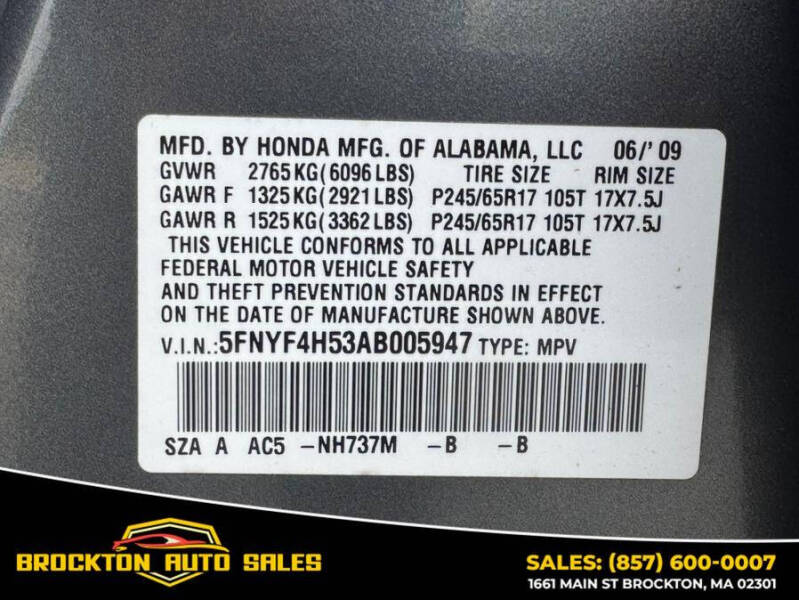 MFD. BY HONDA MFG. OF ALABAMA, LLC 06/'09
GVWR 2765KG(6096LBS) TIRE SIZE RIM SIZE
GAWR F 1325KG(2921LBS) P245/65R17 105T 17X7.5J
GAWR R 1525KG(3362LBS) P245/65R17 105T 17X7.5J
THIS VEHICLE CONFORMS TO ALL APPLICABLE
FEDERAL MOTOR VEHICLE SAFETY
AND THEFT PREVENTION STANDARDS IN EFFECT
ON THE DATE OF MANUFACTURE SHOWN ABOVE.
V.I.N.:5FNYF4H53AB005947 TYPE: MPV
SZA A AC5 -NH737M -B -B
BROCKTON AUTO SALES
SALES: (857) 600-0007
1661 MAIN ST BROCKTON, MA 02301